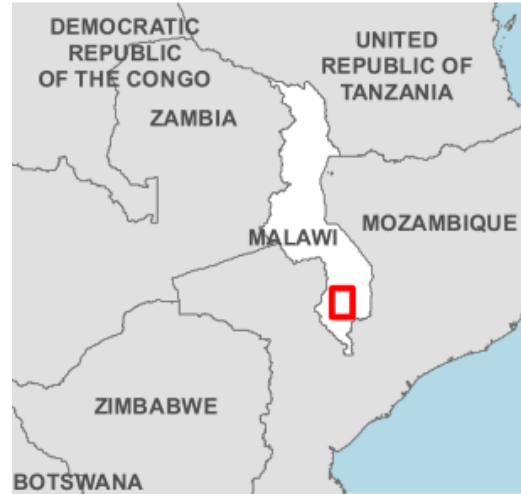 DEMOCRATIC
REPUBLIC
OF THE CONGO
UNITED
REPUBLIC OF
TANZANIA
ZAMBIA
MALAWI
MOZAMBIQUE
ZIMBABWE
BOTSWANA